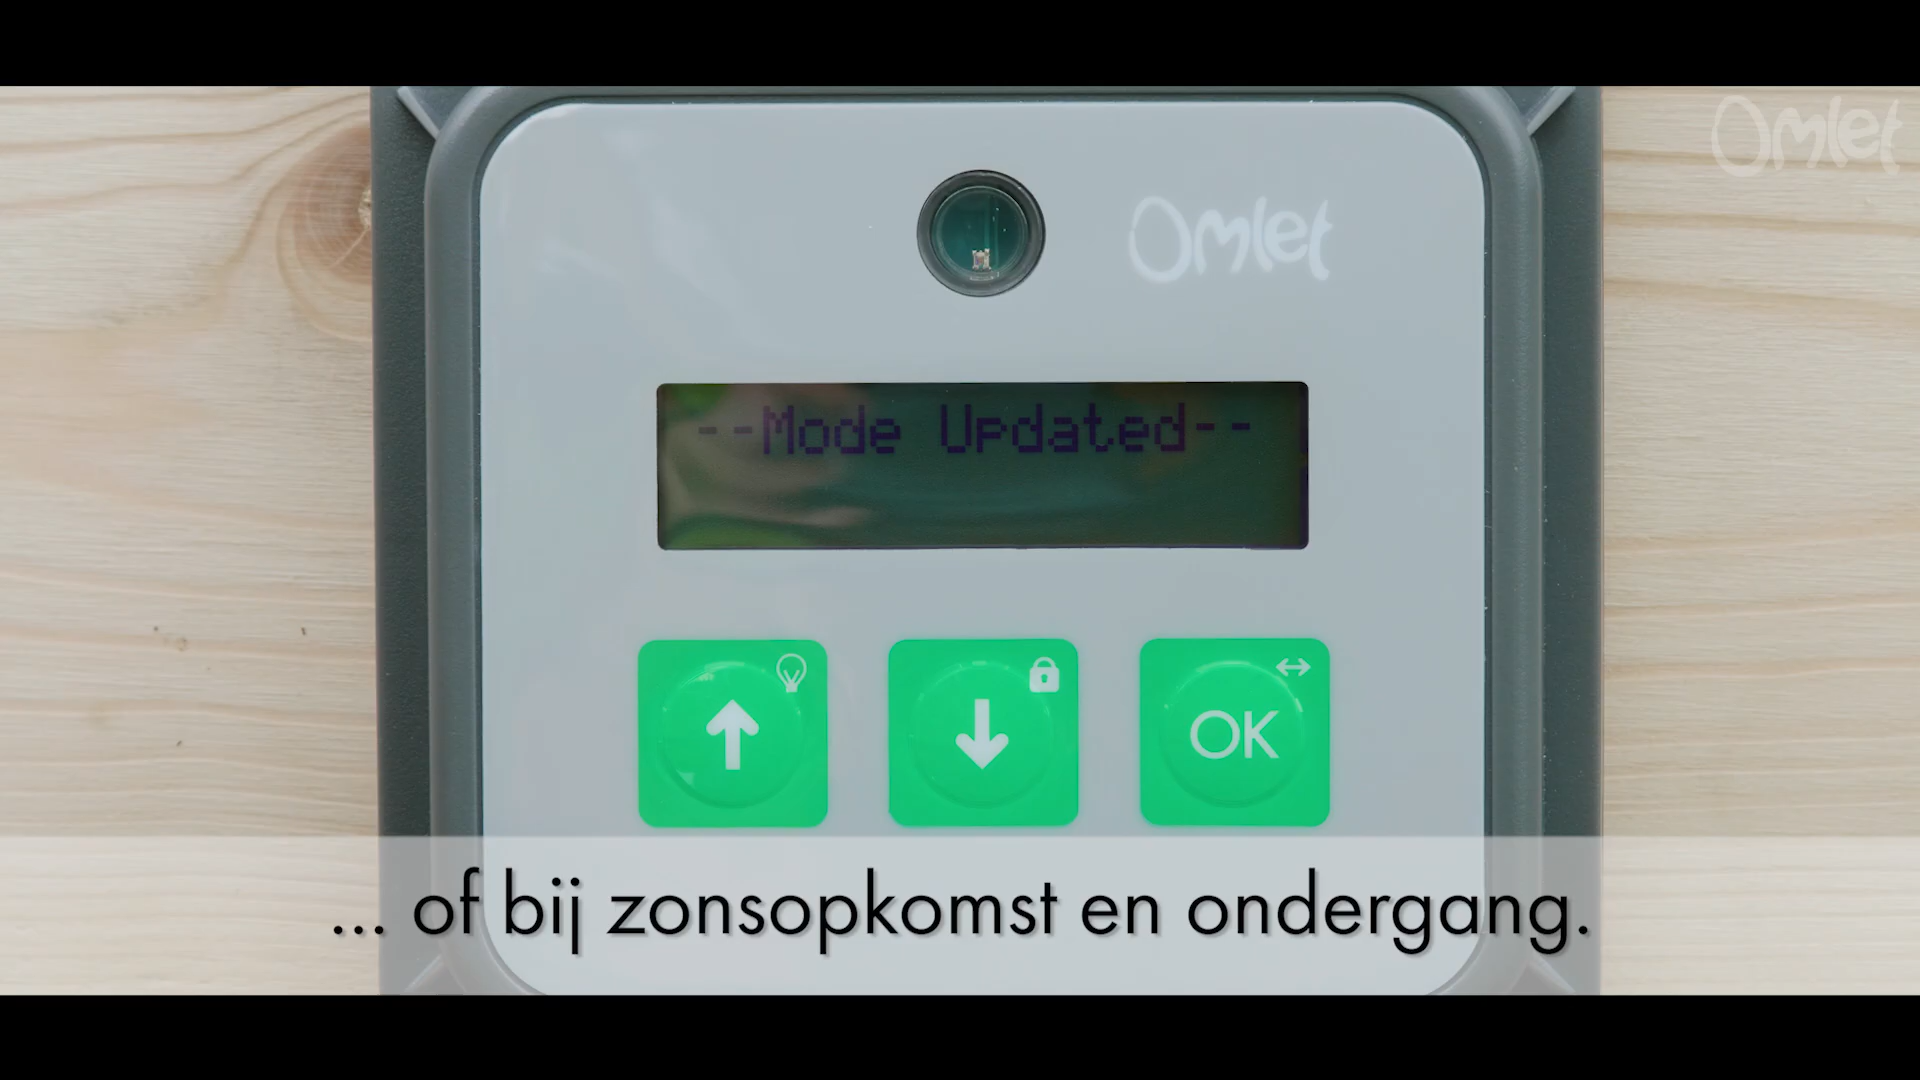 Omlet
Omlet
--Mode Updated--
OK
... of bij zonsopkomst en ondergang.